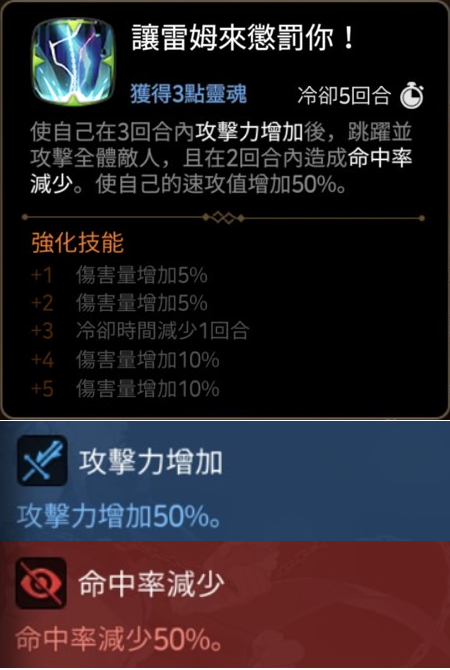 讓雷姆來懲罰你！
獲得3點靈魂
冷卻5回合
使自己在3回合內攻擊力增加後，跳躍並
攻擊全體敵人，且在2回合內造成命中率
減少。使自己的速攻值增加50%。
強化技能
+1 傷害量增加5%
+2 傷害量增加5%
+3 冷卻時間減少1回合
+4 傷害量增加10%
+5 傷害量增加10%
攻擊力增加
攻擊力增加50%。
命中率減少
命中率減少50%。